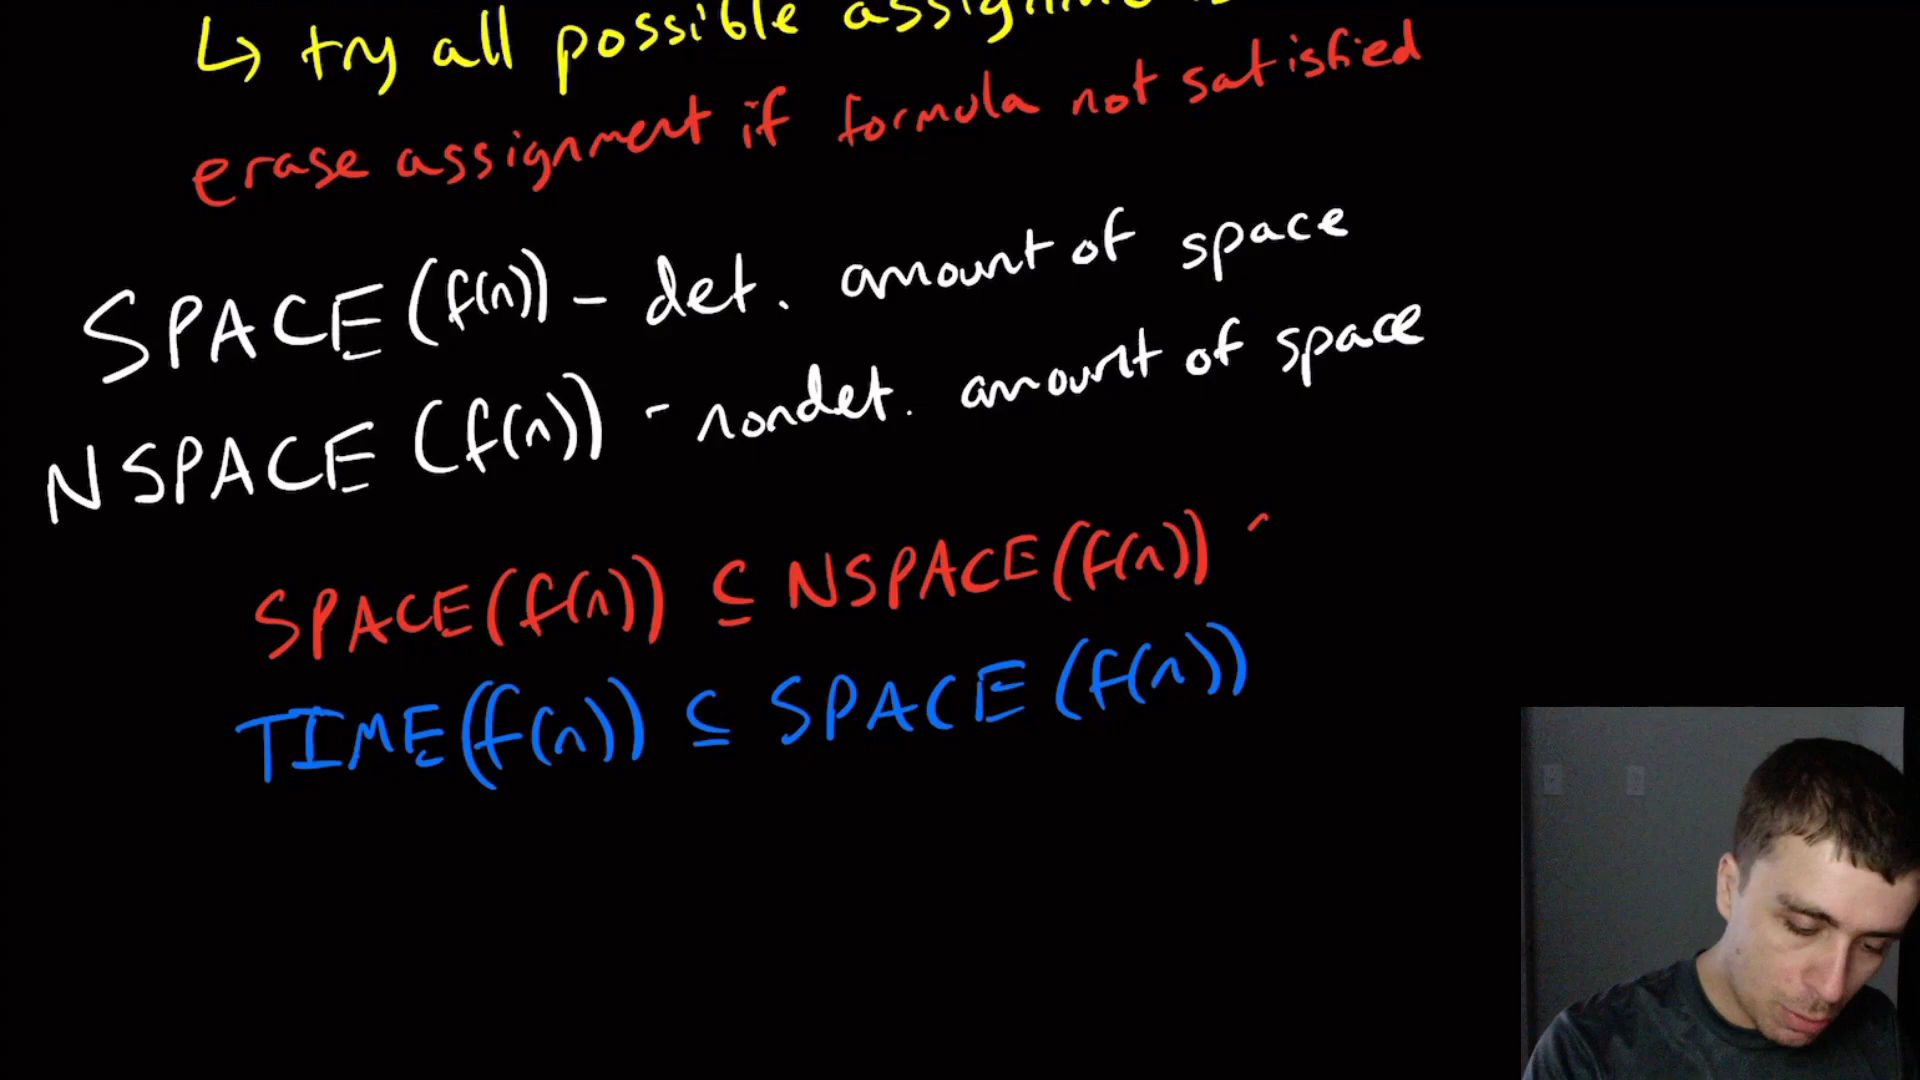 ↳ try all possible
erase assignment if formula not satisfied
SPACE(f(n)) - det. amount of space
NSPACE (f(n)) - nondet. amount of space
SPACE(f(n)) ⊆ NSPACE(f(n))
TIME(f(n)) ⊆ SPACE (f(n))